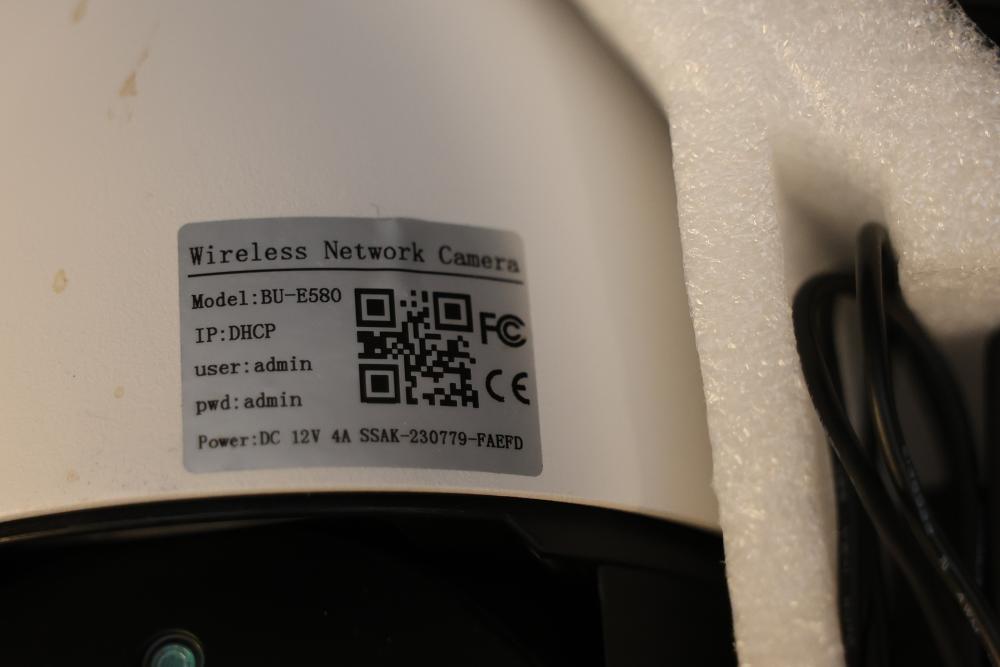 Wireless Network Camera
Model:BU-E580
IP:DHCP
user:admin
pwd:admin
Power:DC 12V 4A SSAK-230779-FAEFD
FC
CE